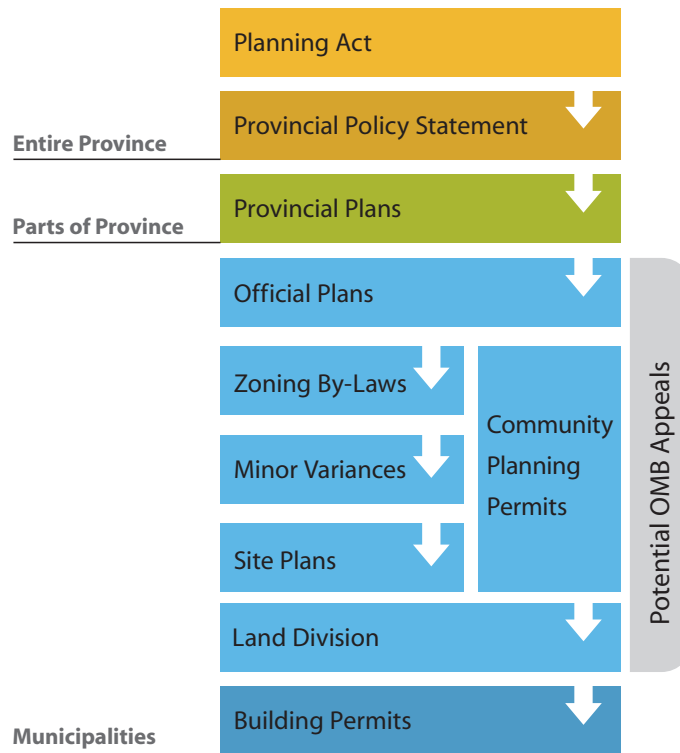 Planning Act
Provincial Policy Statement
Entire Province
Provincial Plans
Parts of Province
Official Plans
Zoning By-Laws
Minor Variances
Site Plans
Community
Planning
Permits
Potential OMB Appeals
Land Division
Building Permits
Municipalities